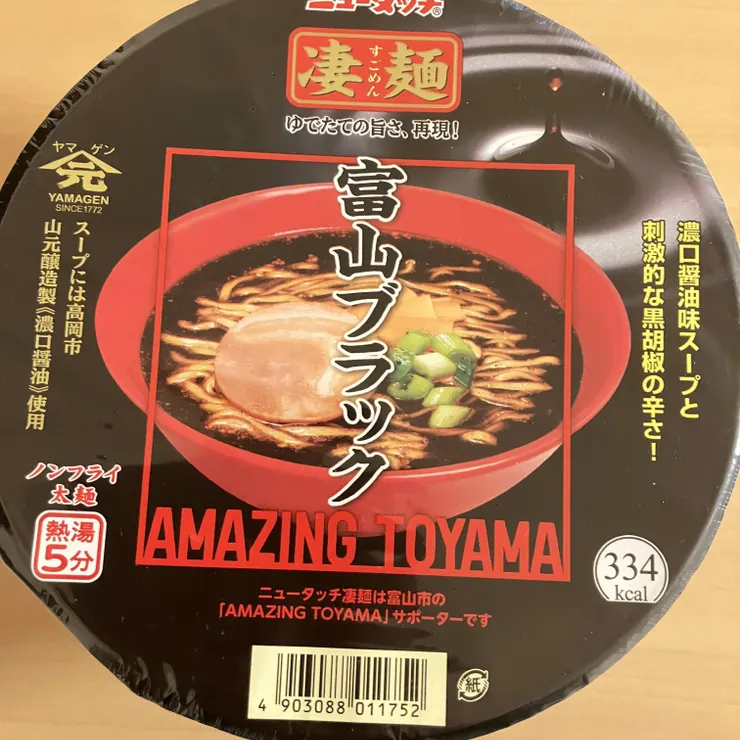 ニュータッチ®
凄麺
すごめん
ゆでたての旨さ、再現!
ヤマゲン
元
YAMAGEN
SINCE1772
富山ブラック
濃口醤油味スープと
刺激的な黒胡椒の辛さ!
スープには高岡市
山元醸造製《濃口醤油》使用
ノンフライ
太麺
熱湯
5分
AMAZING TOYAMA
334
kcal
ニュータッチ凄麺は富山市の
「AMAZING TOYAMA」サポーターです
紙
4 903088 011752